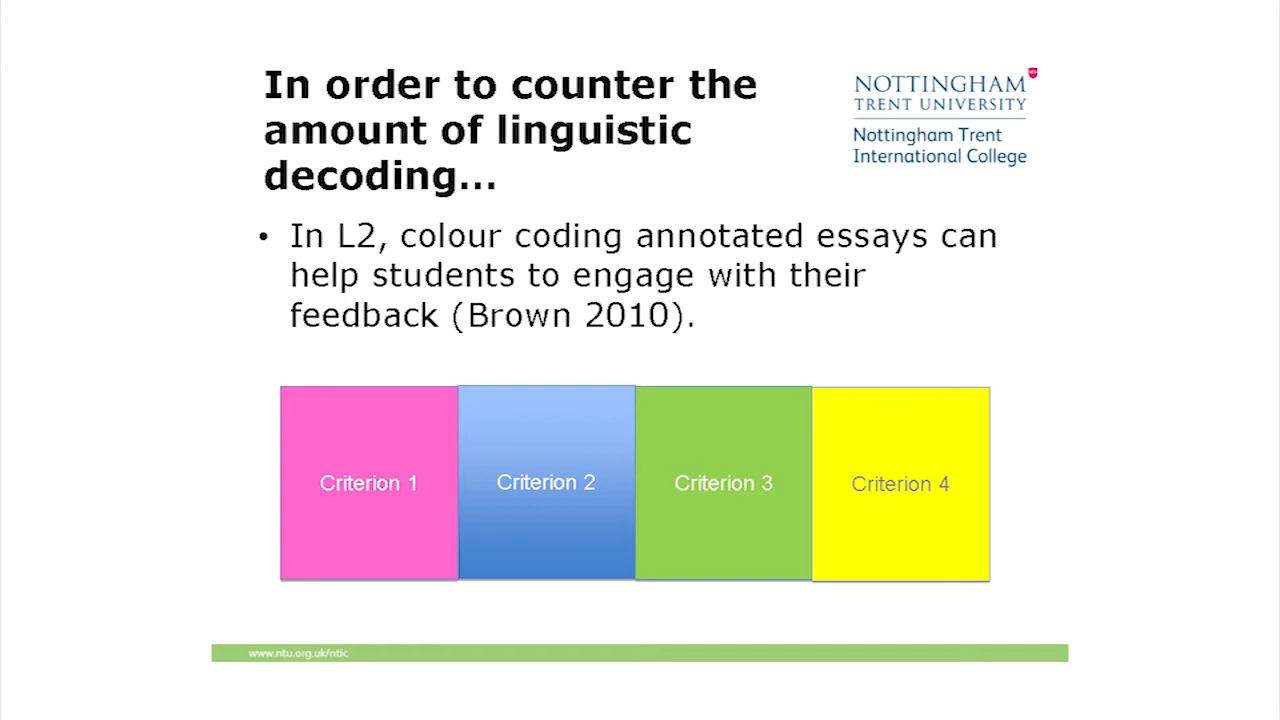 In order to counter the
amount of linguistic
decoding...
NOTTINGHAM
TRENT UNIVERSITY
Nottingham Trent
International College
• In L2, colour coding annotated essays can
help students to engage with their
feedback (Brown 2010).
Criterion 1
Criterion 2
Criterion 3
Criterion 4
www.ntu.org.uk/ntic